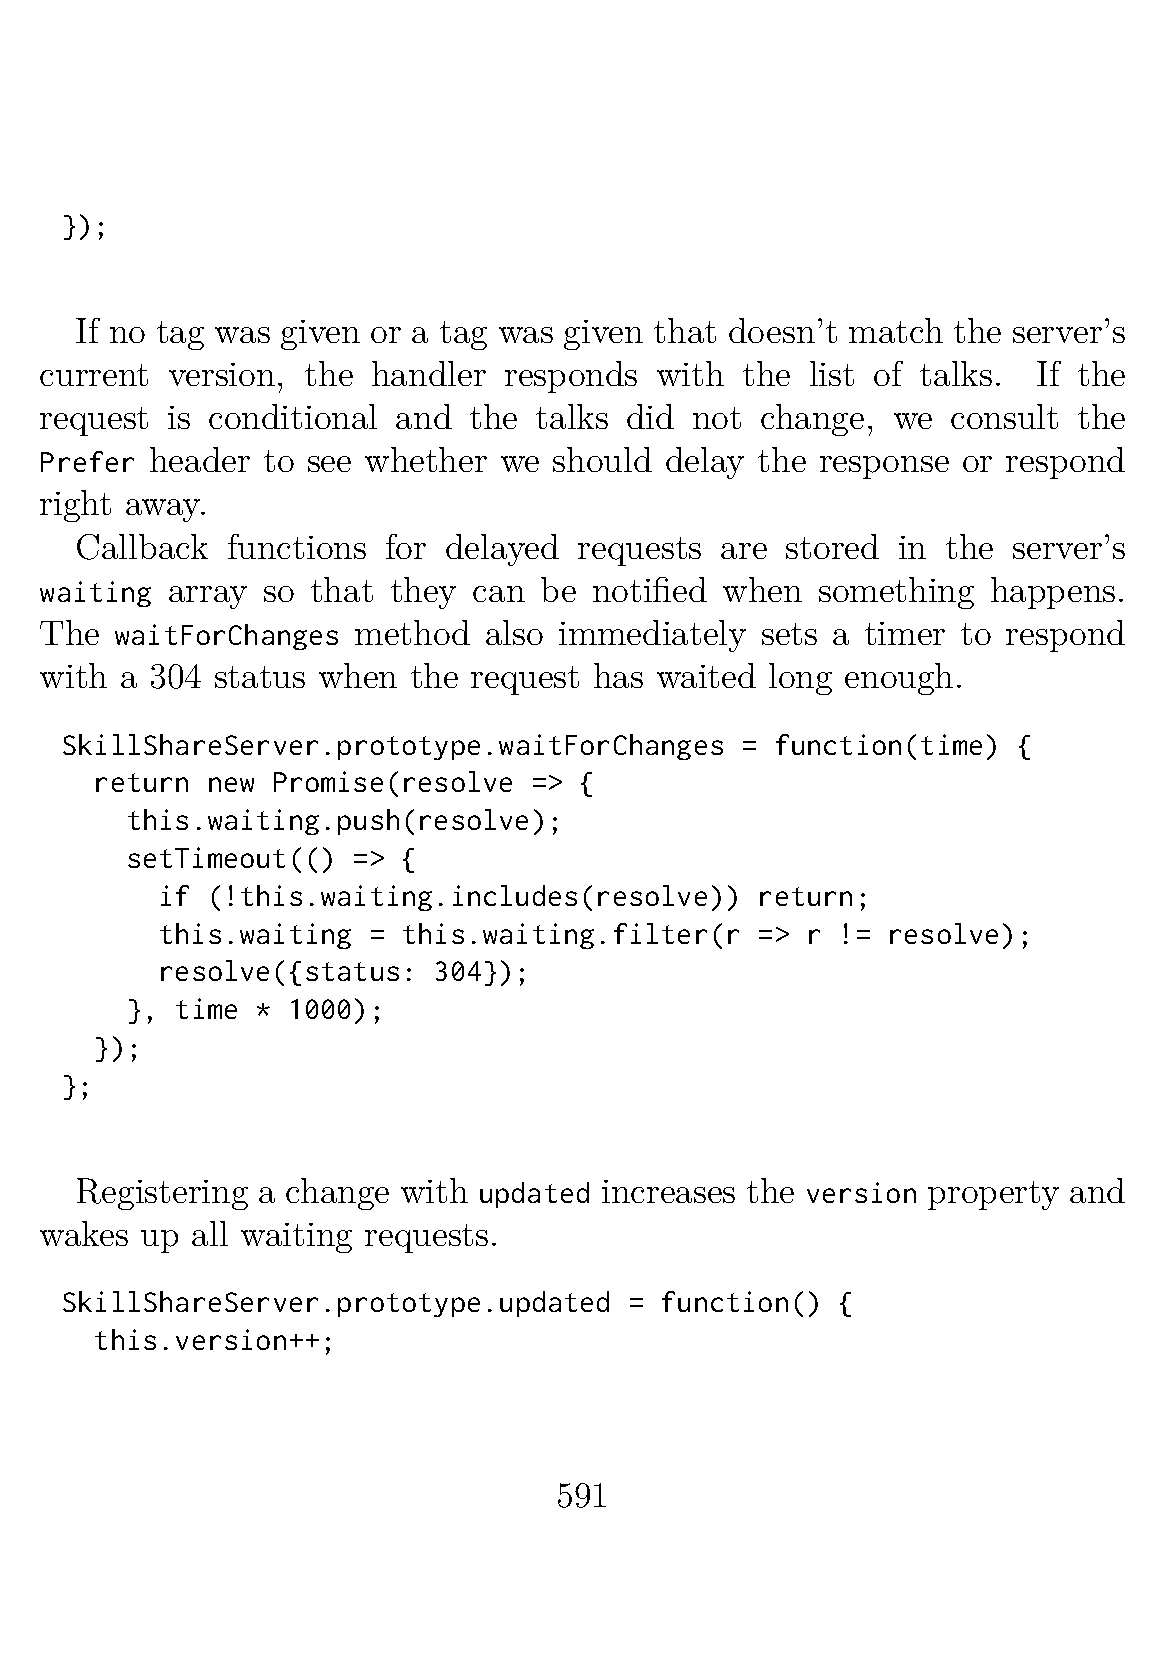 });
If no tag was given or a tag was given that doesn't match the server's
current version, the handler responds with the list of talks. If the
request is conditional and the talks did not change, we consult the
Prefer header to see whether we should delay the response or respond
right away.
Callback functions for delayed requests are stored in the server's
waiting array so that they can be notified when something happens.
The waitForChanges method also immediately sets a timer to respond
with a 304 status when the request has waited long enough.
SkillShareServer.prototype.waitForChanges = function(time) {
  return new Promise(resolve => {
    this.waiting.push(resolve);
    setTimeout(() => {
      if (!this.waiting.includes(resolve)) return;
      this.waiting = this.waiting.filter(r => r != resolve);
      resolve({status: 304});
    }, time * 1000);
  });
};
Registering a change with updated increases the version property and
wakes up all waiting requests.
SkillShareServer.prototype.updated = function() {
  this.version++;
591